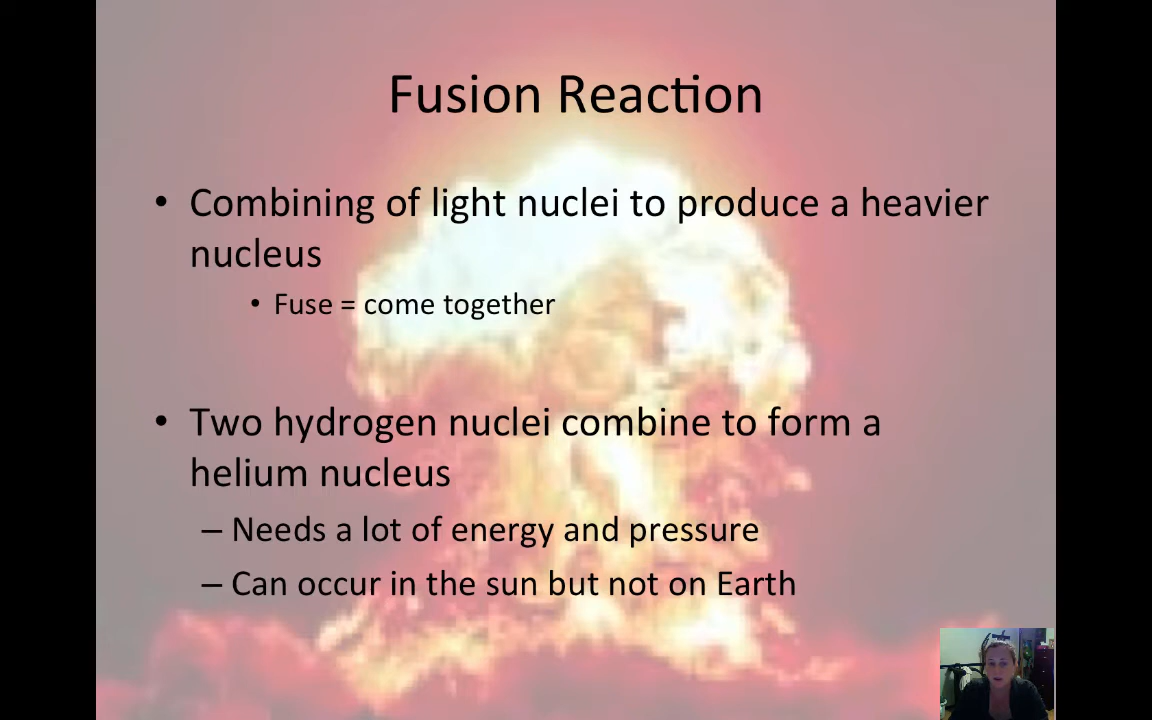 Fusion Reaction
• Combining of light nuclei to produce a heavier
nucleus
• Fuse = come together
• Two hydrogen nuclei combine to form a
helium nucleus
– Needs a lot of energy and pressure
– Can occur in the sun but not on Earth